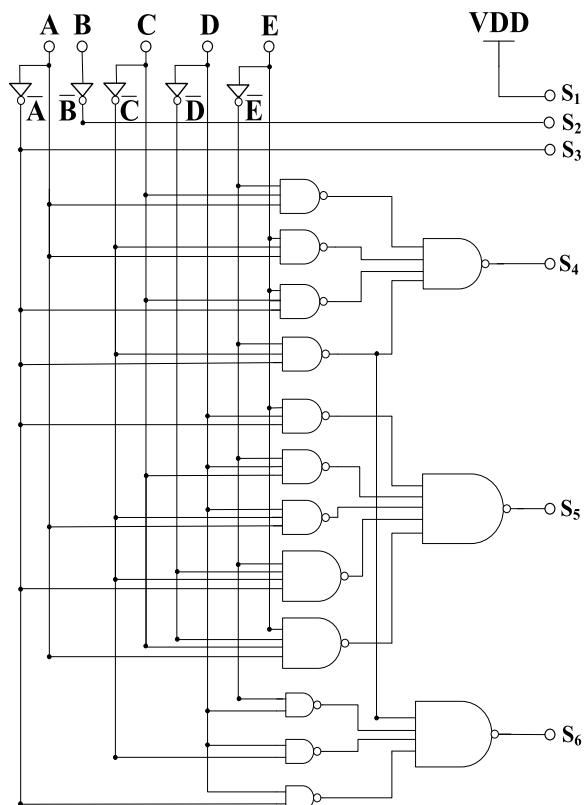 A B C D E
VDD
A̅ B̅ C̅ D̅ E̅
S₁
S₂
S₃
S₄
S₅
S₆